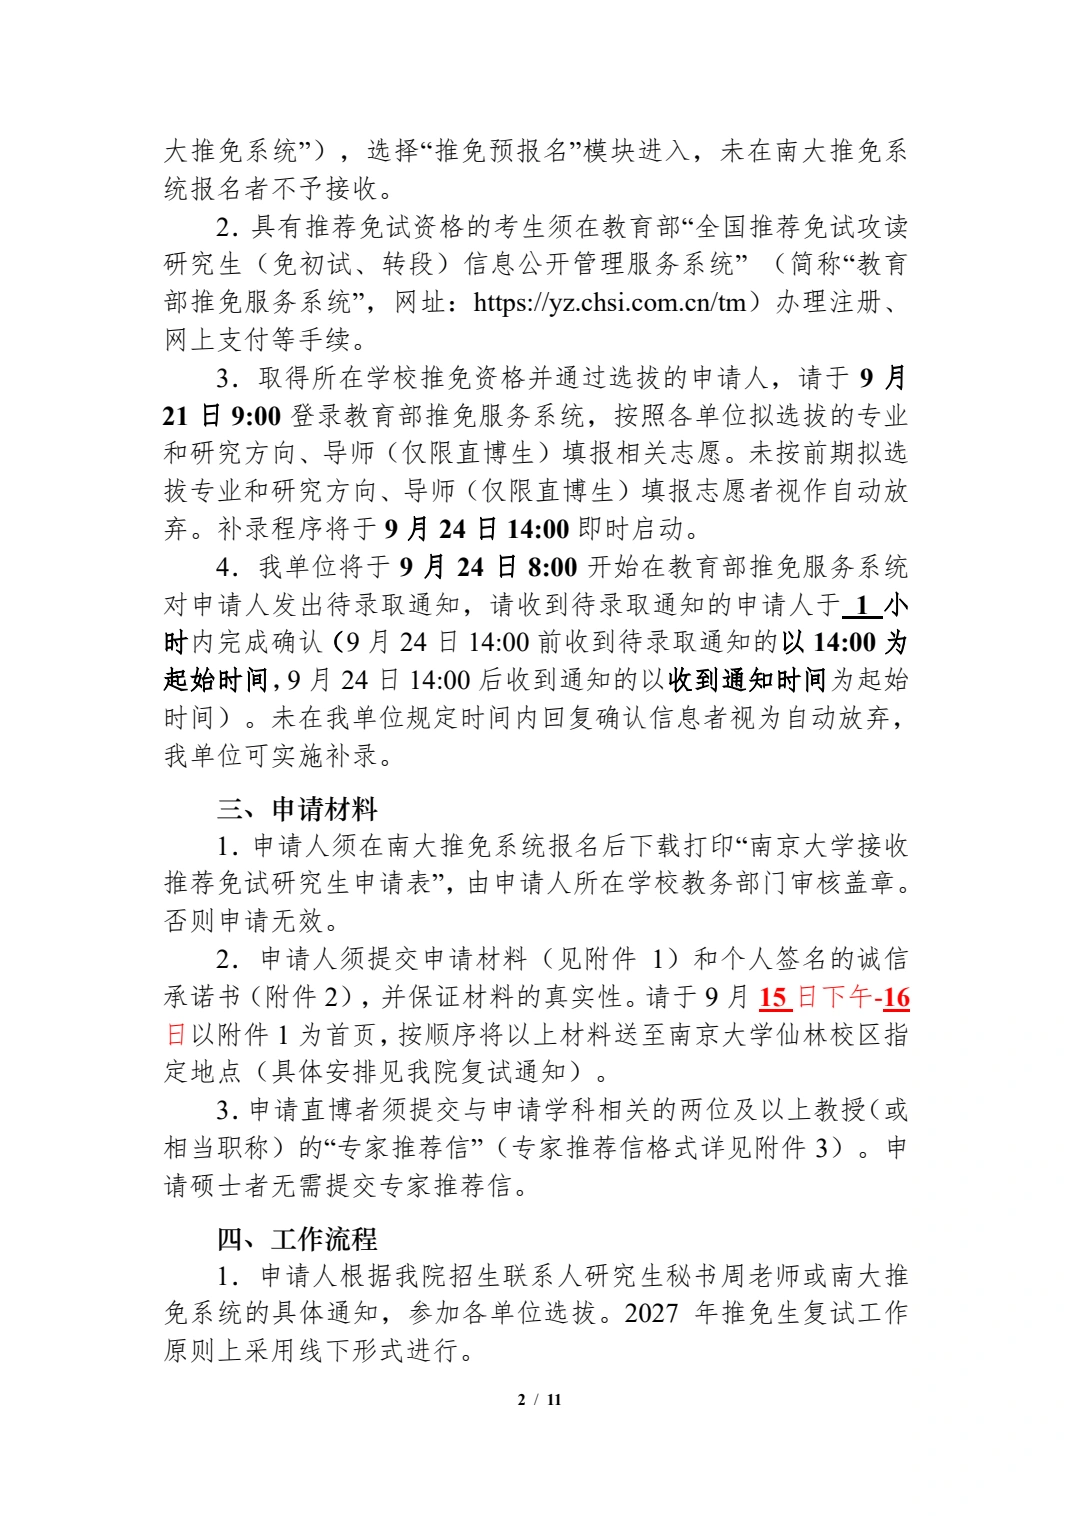 大推免系统”），选择“推免预报名”模块进入，未在南大推免系
统报名者不予接收。
2. 具有推荐免试资格的考生须在教育部“全国推荐免试攻读
研究生（免初试、转段）信息公开管理服务系统”（简称“教育
部推免服务系统”，网址：https://yz.chsi.com.cn/tm）办理注册、
网上支付等手续。
3. 取得所在学校推免资格并通过选拔的申请人，请于 9 月
21 日 9:00 登录教育部推免服务系统，按照各单位拟选拔的专业
和研究方向、导师（仅限直博生）填报相关志愿。未按前期拟选
拔专业和研究方向、导师（仅限直博生）填报志愿者视作自动放
弃。补录程序将于 9 月 24 日 14:00 即时启动。
4. 我单位将于 9 月 24 日 8:00 开始在教育部推免服务系统
对申请人发出待录取通知，请收到待录取通知的申请人于 1 小
时内完成确认（9 月 24 日 14:00 前收到待录取通知的以 14:00 为
起始时间，9 月 24 日 14:00 后收到通知的以收到通知时间为起始
时间）。未在我单位规定时间内回复确认信息者视为自动放弃，
我单位可实施补录。
三、申请材料
1. 申请人须在南大推免系统报名后下载打印“南京大学接收
推荐免试研究生申请表”，由申请人所在学校教务部门审核盖章。
否则申请无效。
2. 申请人须提交申请材料（见附件 1）和个人签名的诚信
承诺书（附件 2），并保证材料的真实性。请于 9 月 15 日下午-16
日以附件 1 为首页，按顺序将以上材料送至南京大学仙林校区指
定地点（具体安排见我院复试通知）。
3. 申请直博者须提交与申请学科相关的两位及以上教授（或
相当职称）的“专家推荐信”（专家推荐信格式详见附件 3）。申
请硕士者无需提交专家推荐信。
四、工作流程
1. 申请人根据我院招生联系人研究生秘书周老师或南大推
免系统的具体通知，参加各单位选拔。2027 年推免生复试工作
原则上采用线下形式进行。
2 / 11